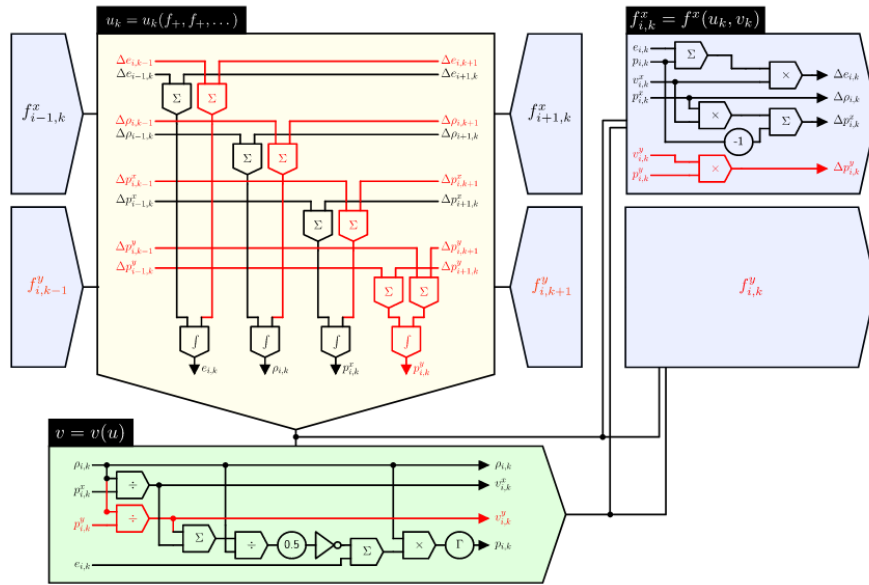 u_k = u_k(f_+, f_+, . . .)
f^x_{i,k} = f^x(u_k, v_k)
f^x_{i-1,k}
Δe_{i,k-1} Δe_{i,k+1}
Δe_{i-1,k} Δe_{i+1,k}
Σ Σ
Δρ_{i,k-1} Δρ_{i,k+1}
Δρ_{i-1,k} Δρ_{i+1,k}
Σ Σ
Δp^x_{i,k-1} Δp^x_{i,k+1}
Δp^x_{i-1,k} Δp^x_{i+1,k}
Σ Σ
Δp^y_{i,k-1} Δp^y_{i,k+1}
Δp^y_{i-1,k} Δp^y_{i+1,k}
Σ Σ
∫ ∫ ∫ ∫
e_{i,k} ρ_{i,k} p^x_{i,k} p^y_{i,k}
f^x_{i+1,k}
e_{i,k} Σ
p_{i,k}
v^x_{i,k} × Δe_{i,k}
p^x_{i,k} Δρ_{i,k}
× Σ Δp^x_{i,k}
-1
v^y_{i,k}
p^y_{i,k} × Δp^y_{i,k}
f^y_{i,k-1}
f^y_{i,k+1}
f^y_{i,k}
v = v(u)
ρ_{i,k} ρ_{i,k}
p^x_{i,k} ÷ v^x_{i,k}
p^y_{i,k} ÷ v^y_{i,k}
Σ ÷ 0.5 Σ × Γ p_{i,k}
e_{i,k}